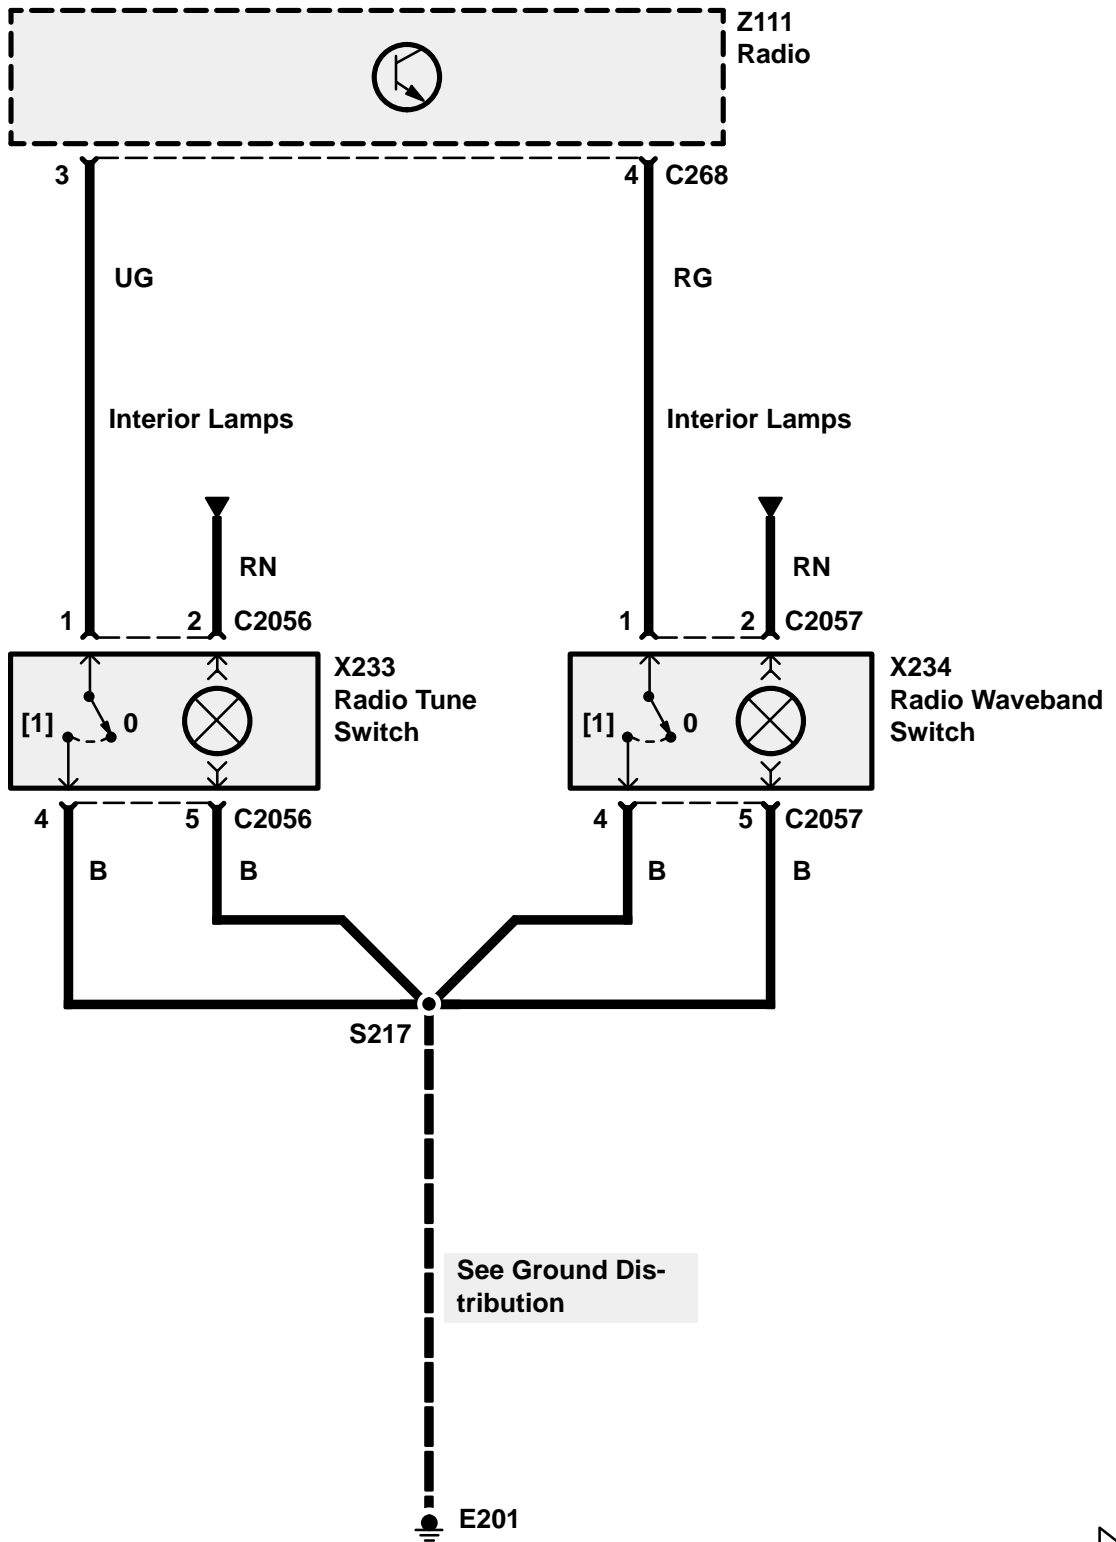 Z111
Radio
3
4 C268
UG
RG
Interior Lamps
Interior Lamps
RN
RN
1
2 C2056
1
2 C2057
X233
Radio Tune
Switch
[1]
0
X234
Radio Waveband
Switch
[1]
0
4
5 C2056
4
5 C2057
B
B
B
B
S217
See Ground Dis-
tribution
E201